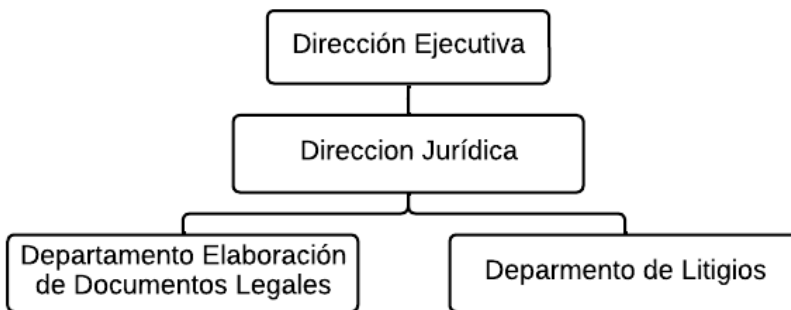 Dirección Ejecutiva
Direccion Jurídica
Departamento Elaboración
de Documentos Legales
Deparmento de Litigios